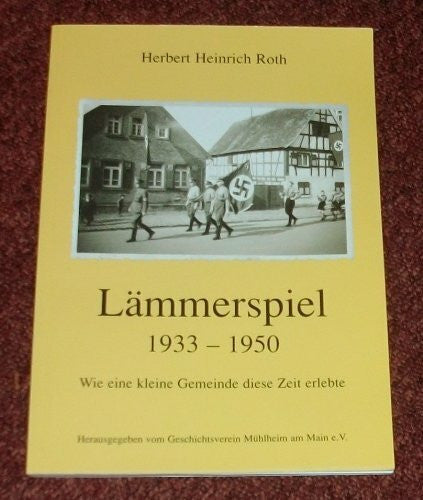 Herbert Heinrich Roth
Lämmerspiel
1933 – 1950
Wie eine kleine Gemeinde diese Zeit erlebte
Herausgegeben vom Geschichtsverein Mühlheim am Main e.V.